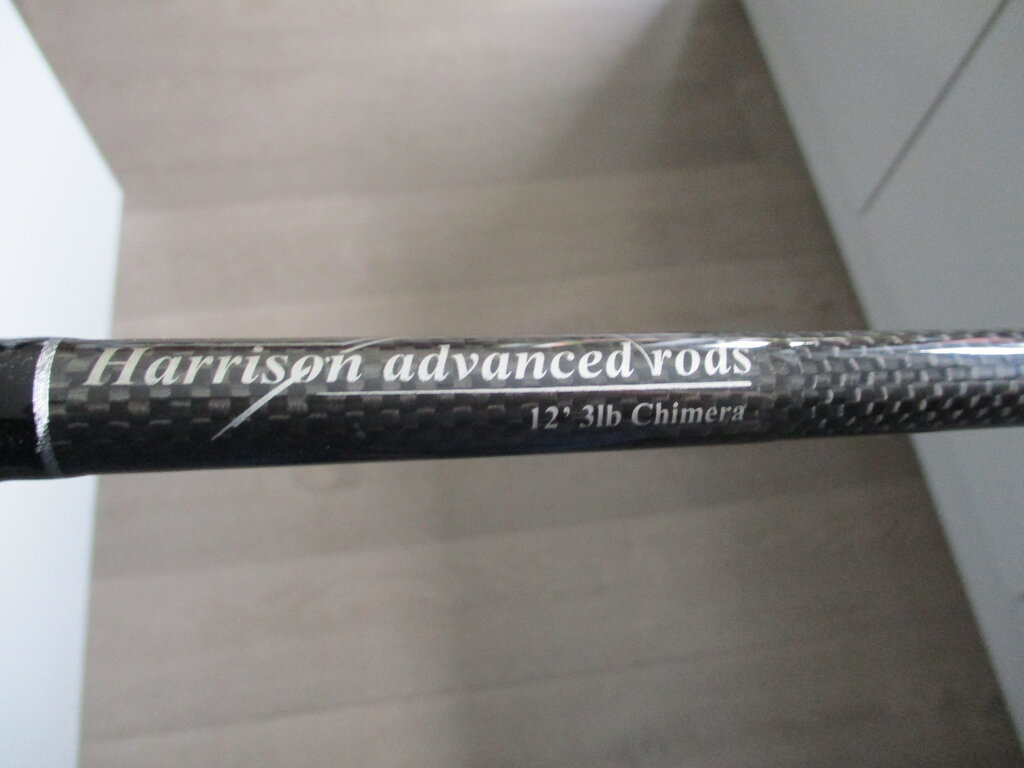 Harrison advanced rods
12' 3lb Chimera